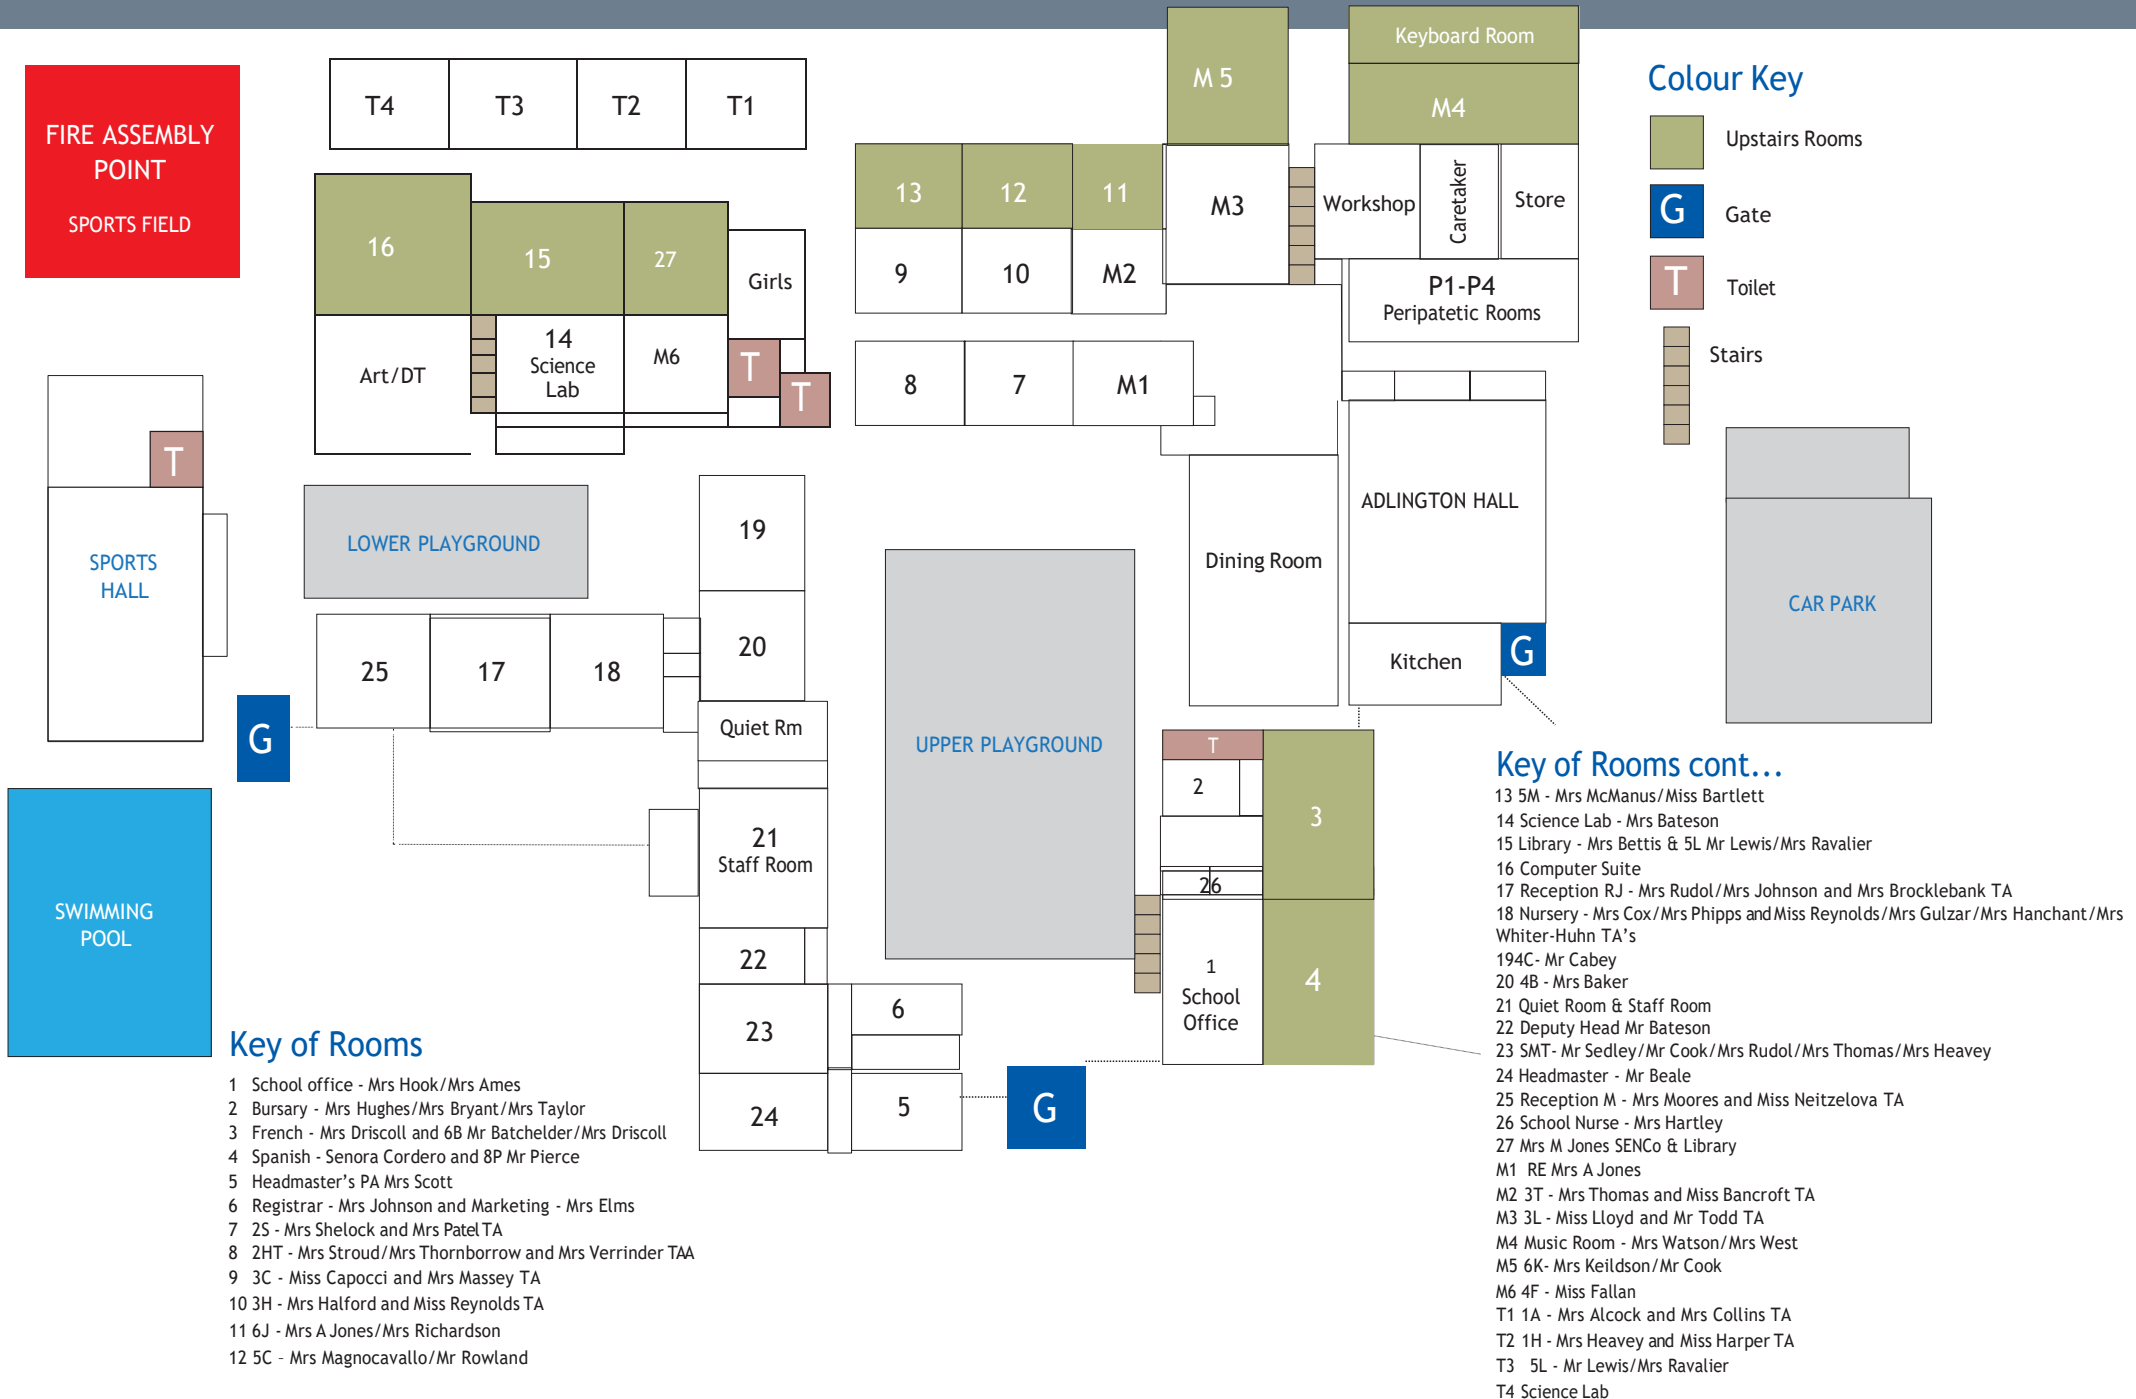 Keyboard Room
M 5
M4
Colour Key
Upstairs Rooms
G
Gate
T
Toilet
Stairs
FIRE ASSEMBLY
POINT
SPORTS FIELD
T4
T3
T2
T1
16
15
27
Girls
13
12
11
M3
Workshop
Caretaker
Store
9
10
M2
P1-P4
Peripatetic Rooms
Art/DT
14
Science
Lab
M6
T
T
8
7
M1
T
SPORTS
HALL
LOWER PLAYGROUND
19
ADLINGTON HALL
Dining Room
CAR PARK
25
17
18
20
Kitchen
G
G
Quiet Rm
UPPER PLAYGROUND
T
2
3
21
Staff Room
26
SWIMMING
POOL
22
1
School
Office
4
23
6
24
5
G
Key of Rooms
1 School office - Mrs Hook/Mrs Ames
2 Bursary - Mrs Hughes/Mrs Bryant/Mrs Taylor
3 French - Mrs Driscoll and 6B Mr Batchelder/Mrs Driscoll
4 Spanish - Senora Cordero and 8P Mr Pierce
5 Headmaster's PA Mrs Scott
6 Registrar - Mrs Johnson and Marketing - Mrs Elms
7 2S - Mrs Shelock and Mrs Patel TA
8 2HT - Mrs Stroud/Mrs Thornborrow and Mrs Verrinder TAA
9 3C - Miss Capocci and Mrs Massey TA
10 3H - Mrs Halford and Miss Reynolds TA
11 6J - Mrs A Jones/Mrs Richardson
12 5C – Mrs Magnocavallo/Mr Rowland
Key of Rooms cont...
13 5M - Mrs McManus/Miss Bartlett
14 Science Lab - Mrs Bateson
15 Library - Mrs Bettis & 5L Mr Lewis/Mrs Ravalier
16 Computer Suite
17 Reception RJ - Mrs Rudol/Mrs Johnson and Mrs Brocklebank TA
18 Nursery - Mrs Cox/Mrs Phipps and Miss Reynolds/Mrs Gulzar/Mrs Hanchant/Mrs
Whiter-Huhn TA's
194C- Mr Cabey
20 4B - Mrs Baker
21 Quiet Room & Staff Room
22 Deputy Head Mr Bateson
23 SMT- Mr Sedley/Mr Cook/Mrs Rudol/Mrs Thomas/Mrs Heavey
24 Headmaster - Mr Beale
25 Reception M - Mrs Moores and Miss Neitzelova TA
26 School Nurse - Mrs Hartley
27 Mrs M Jones SENCo & Library
M1 RE Mrs A Jones
M2 3T - Mrs Thomas and Miss Bancroft TA
M3 3L - Miss Lloyd and Mr Todd TA
M4 Music Room - Mrs Watson/Mrs West
M5 6K- Mrs Keildson/Mr Cook
M6 4F - Miss Fallan
T1 1A - Mrs Alcock and Mrs Collins TA
T2 1H - Mrs Heavey and Miss Harper TA
T3 5L - Mr Lewis/Mrs Ravalier
T4 Science Lab